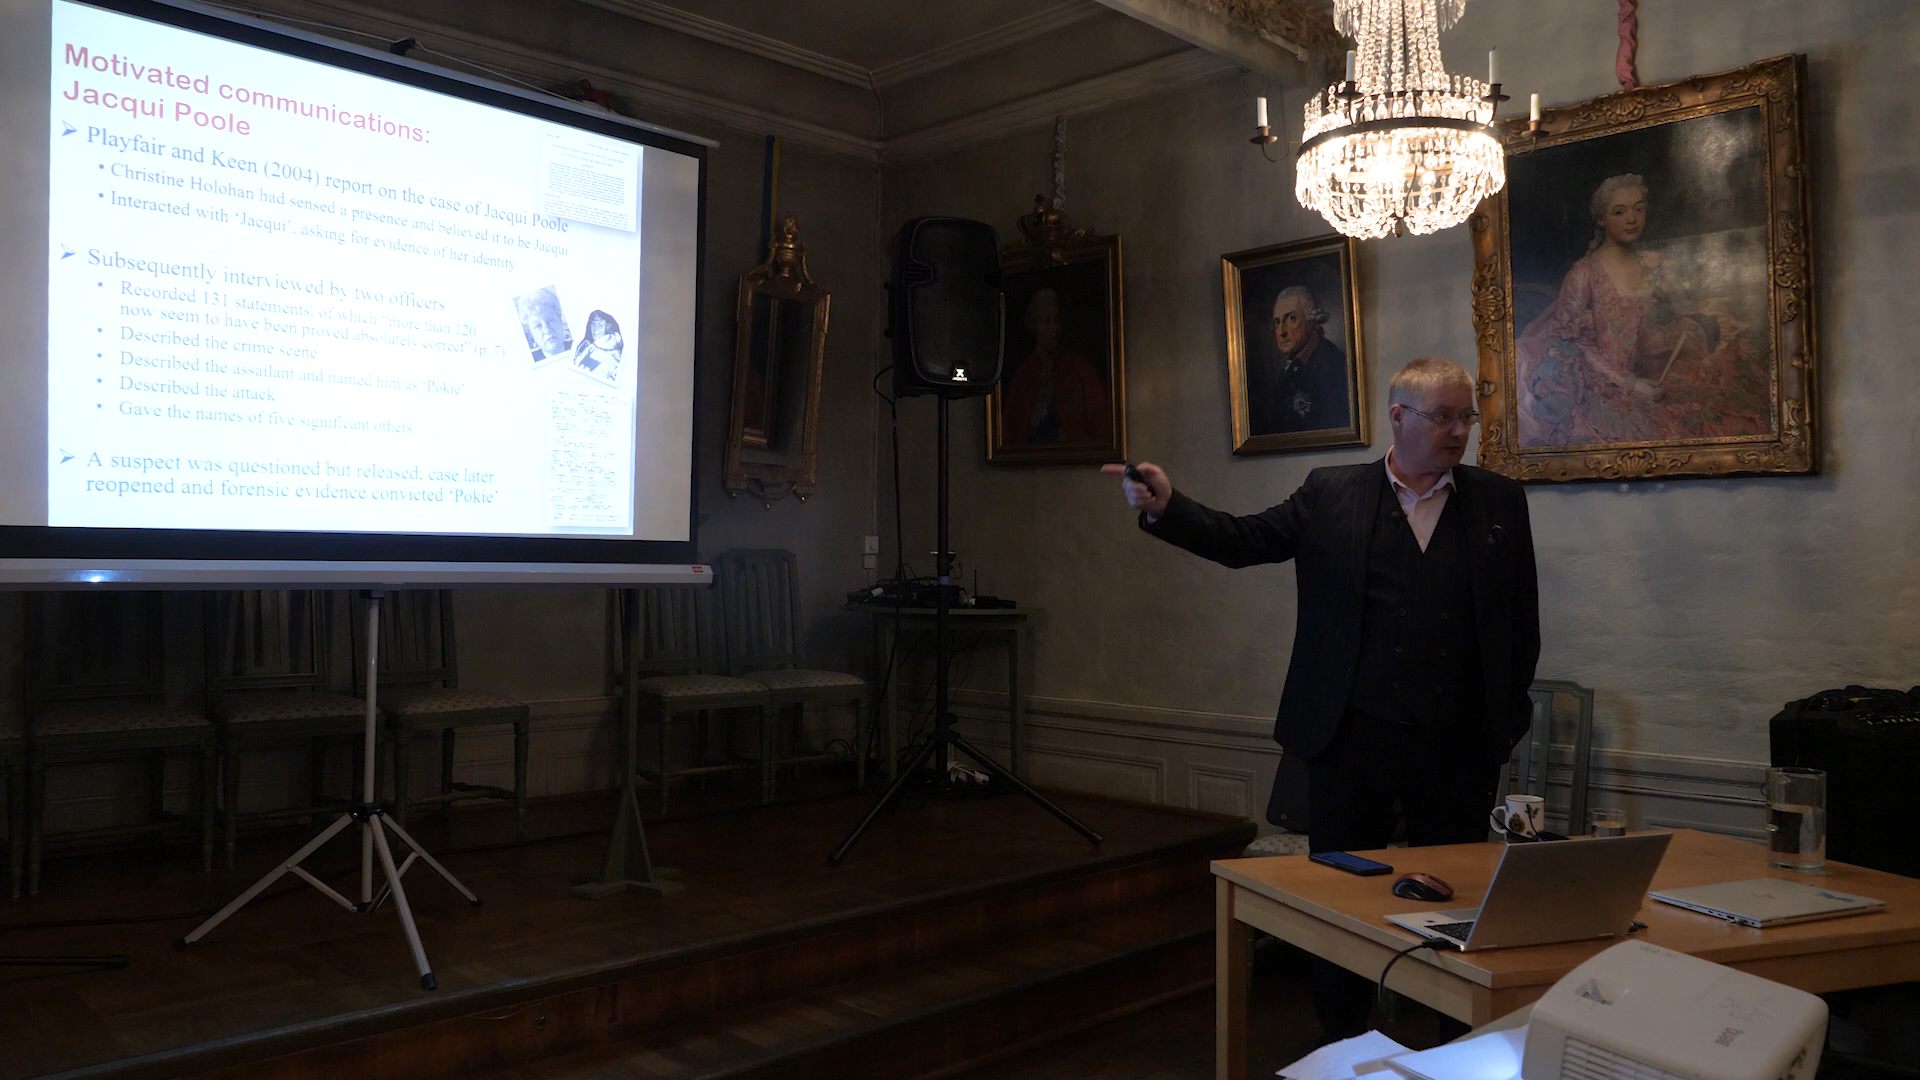 Motivated communications:
Jacqui Poole
➤ Playfair and Keen (2004) report on the case of Jacqui Poole
• Christine Holohan had sensed a presence and believed it to be Jacqui
• Interacted with ‘Jacqui’, asking for evidence of her identity
➤ Subsequently interviewed by two officers
• Recorded 131 statements, of which “more than 120
now seem to have been proved absolutely correct” (p. 7)
• Described the crime scene
• Described the assailant and named him as ‘Pokie’
• Described the attack
• Gave the names of five significant others
➤ A suspect was questioned but released; case later
reopened and forensic evidence convicted ‘Pokie’
BenQ